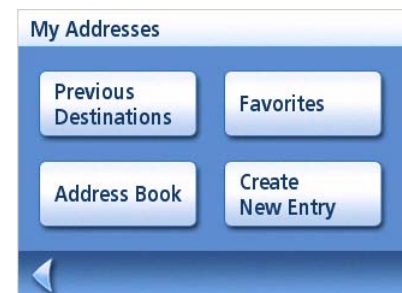 My Addresses
Previous
Destinations
Favorites
Address Book
Create
New Entry